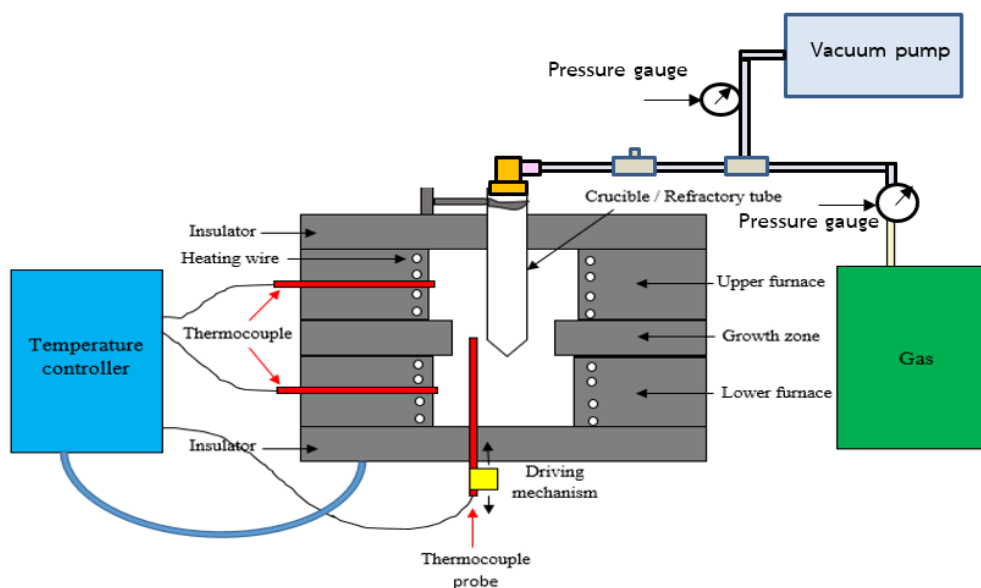 Vacuum pump
Pressure gauge
Crucible / Refractory tube
Pressure gauge
Insulator
Heating wire
Upper furnace
Thermocouple
Growth zone
Temperature
controller
Gas
Lower furnace
Insulator
Driving
mechanism
Thermocouple
probe